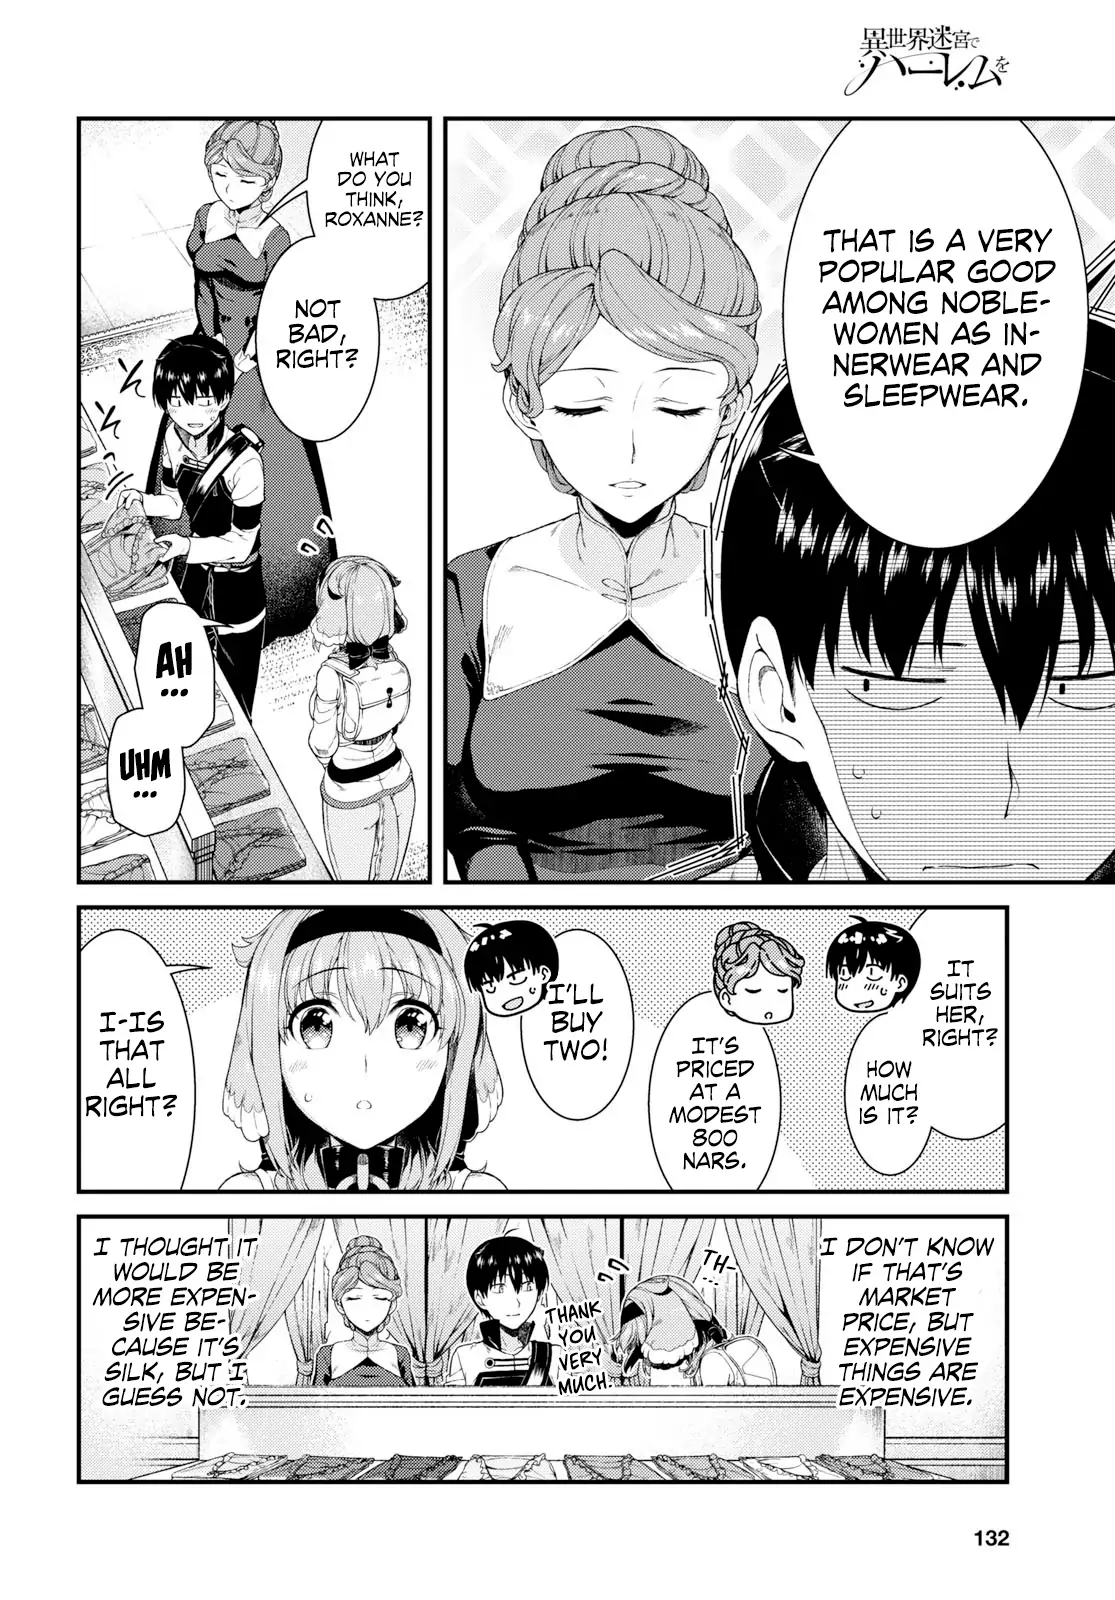 異世界迷宮で
ハーレムを
THAT IS A VERY
POPULAR GOOD
AMONG NOBLE-
WOMEN AS IN-
NERWEAR AND
SLEEPWEAR.
WHAT
DO YOU
THINK,
ROXANNE?
NOT
BAD,
RIGHT?
AH
...
UHM
...
IT
SUITS
HER,
RIGHT?
HOW
MUCH
IS IT?
IT'S
PRICED
AT A
MODEST
800
NARS.
I'LL
BUY
TWO!
I-IS
THAT
ALL
RIGHT?
I DON'T KNOW
IF THAT'S
MARKET
PRICE, BUT
EXPENSIVE
THINGS ARE
EXPENSIVE.
TH-
...
THANK
YOU
VERY
MUCH.
I THOUGHT IT
WOULD BE
MORE EXPEN-
SIVE BE-
CAUSE IT'S
SILK, BUT I
GUESS NOT.
132